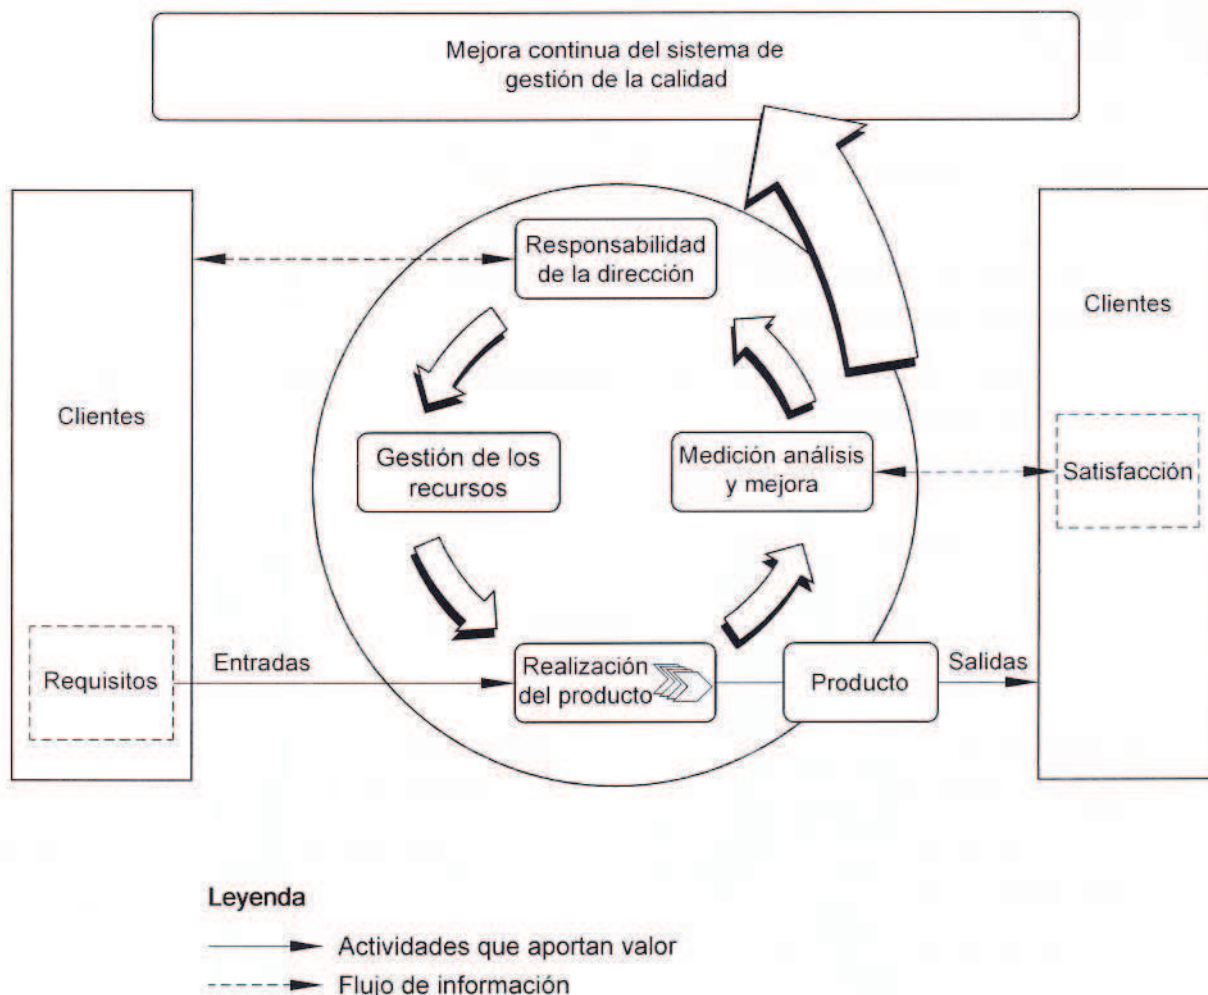 Mejora continua del sistema de
gestión de la calidad
Responsabilidad
de la dirección
Clientes
Clientes
Gestión de los
recursos
Medición análisis
y mejora
Satisfacción
Requisitos
Entradas
Realización
del producto
Producto
Salidas
Leyenda
Actividades que aportan valor
Flujo de información